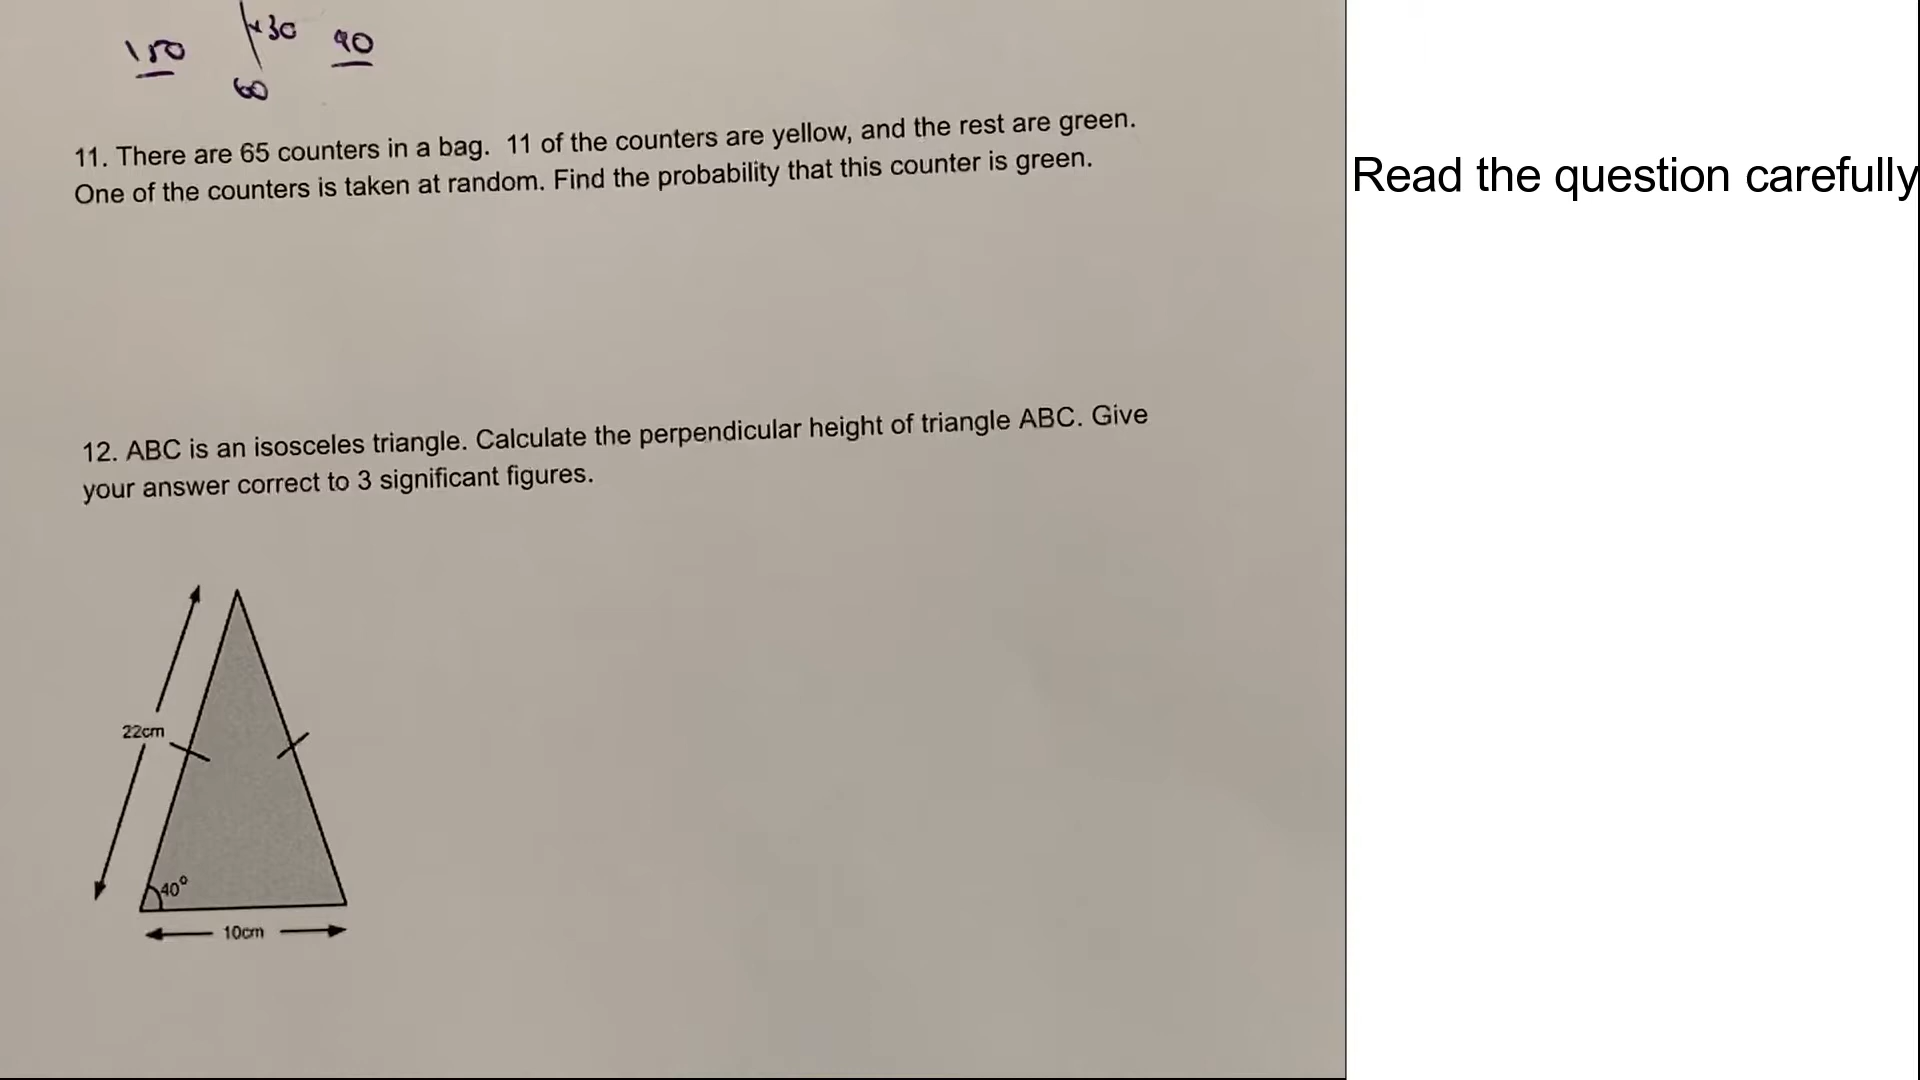 150 ×30 90
60
11. There are 65 counters in a bag. 11 of the counters are yellow, and the rest are green.
One of the counters is taken at random. Find the probability that this counter is green.
Read the question carefully
12. ABC is an isosceles triangle. Calculate the perpendicular height of triangle ABC. Give
your answer correct to 3 significant figures.
22cm
40°
10cm